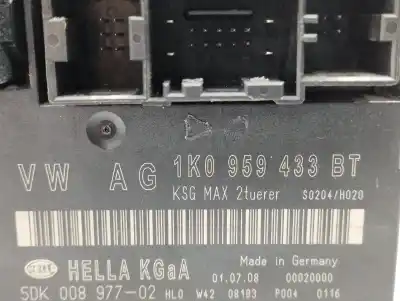 VW AG 1K0 959 433 BT
KSG MAX 2tuerer S0204/H020
Made in Germany
HELLA KGaA 01.07.08 00020000
5DK 008 977-02 HL0 W42 08193 P004 0116